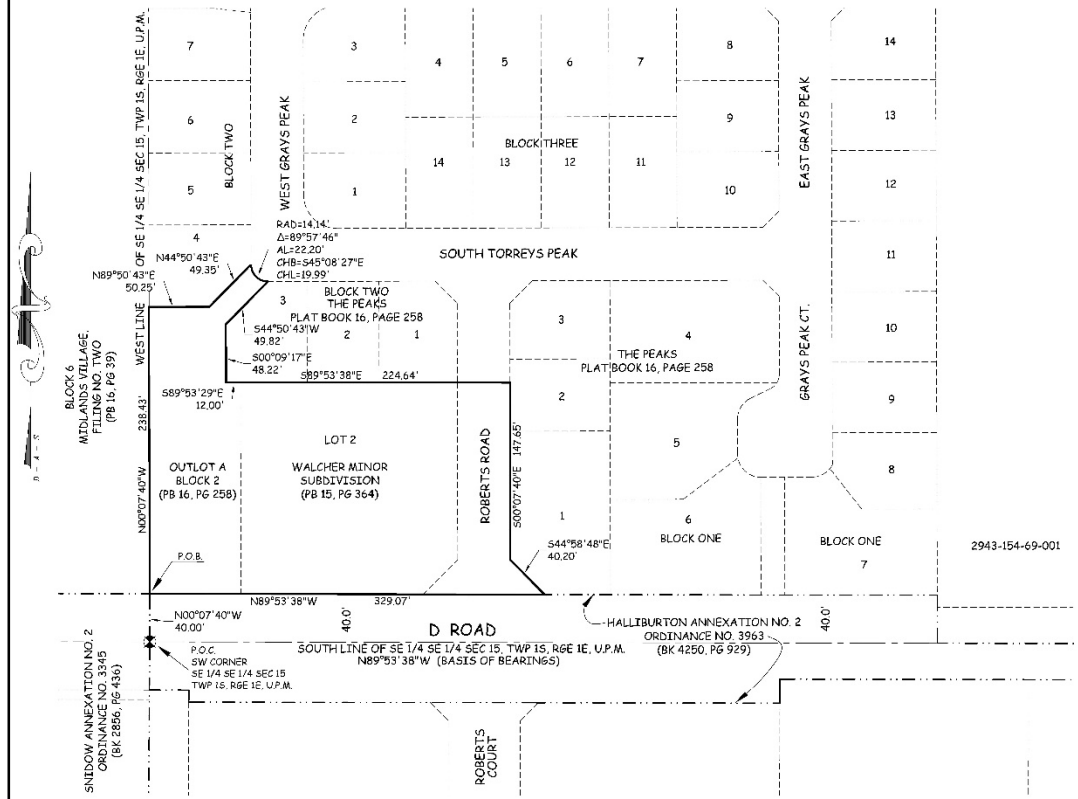 7
6
5
4
BLOCK TWO
WEST GRAYS PEAK
3
2
1
4
5
6
7
BLOCK THREE
14
13
12
11
8
9
10
EAST GRAYS PEAK
14
13
12
11
10
9
8
WEST LINE OF SE 1/4 SE 1/4 SEC 15, TWP 1S, RGE 1E, U.P.M.
RAD=14.14'
Δ=89°57'46"
AL=22.20'
CHB=S45°08'27"E
CHL=19.99'
SOUTH TORREYS PEAK
N44°50'43"E
49.35'
N89°50'43"E
50.25'
3
BLOCK TWO
THE PEAKS
PLAT BOOK 16, PAGE 258
2
1
S44°50'43"W
49.82'
S00°09'17"E
48.22'
S89°53'38"E 224.64'
S89°53'29"E
12.00'
3
4
THE PEAKS
PLAT BOOK 16, PAGE 258
2
5
1
6
BLOCK ONE
GRAYS PEAK CT.
BLOCK ONE
7
2943-154-69-001
BLOCK 6
MIDLANDS VILLAGE,
FILING NO. TWO
(PB 16, PG 39)
D-A-S
N00°07'40"W 238.43'
OUTLOT A
BLOCK 2
(PB 16, PG 258)
LOT 2
WALCHER MINOR
SUBDIVISION
(PB 15, PG 364)
ROBERTS ROAD
S00°07'40"E 147.65'
S44°58'48"E
40.20'
P.O.B.
N89°53'38"W 329.07'
N00°07'40"W
40.00'
40.0'
D ROAD
HALLIBURTON ANNEXATION NO. 2
ORDINANCE NO. 3963
(BK 4250, PG 929)
40.0'
P.O.C.
SW CORNER
SE 1/4 SE 1/4 SEC 15
TWP 1S, RGE 1E, U.P.M.
SOUTH LINE OF SE 1/4 SE 1/4 SEC 15, TWP 1S, RGE 1E, U.P.M.
N89°53'38"W (BASIS OF BEARINGS)
SNIDOW ANNEXATION NO. 2
ORDINANCE NO. 3345
(BK 2856, PG 436)
ROBERTS
COURT